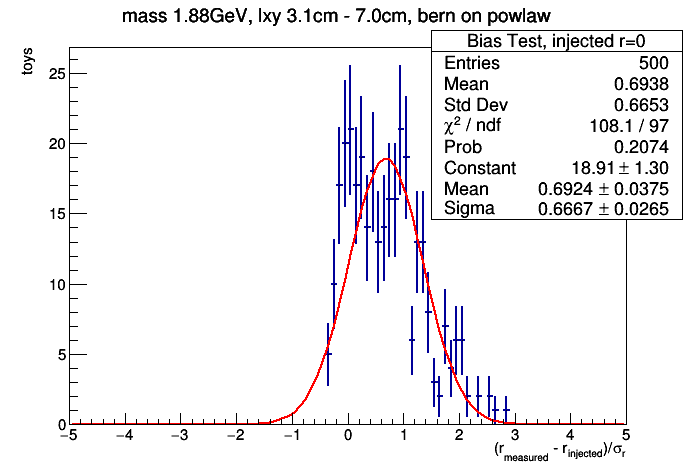 mass 1.88GeV, lxy 3.1cm - 7.0cm, bern on powlaw
Bias Test, injected r=0
Entries 500
Mean 0.6938
Std Dev 0.6653
χ² / ndf 108.1 / 97
Prob 0.2074
Constant 18.91 ± 1.30
Mean 0.6924 ± 0.0375
Sigma 0.6667 ± 0.0265
toys
25
20
15
10
5
0
−5 −4 −3 −2 −1 0 1 2 3 4 5
(r_measured - r_injected)/σ_r